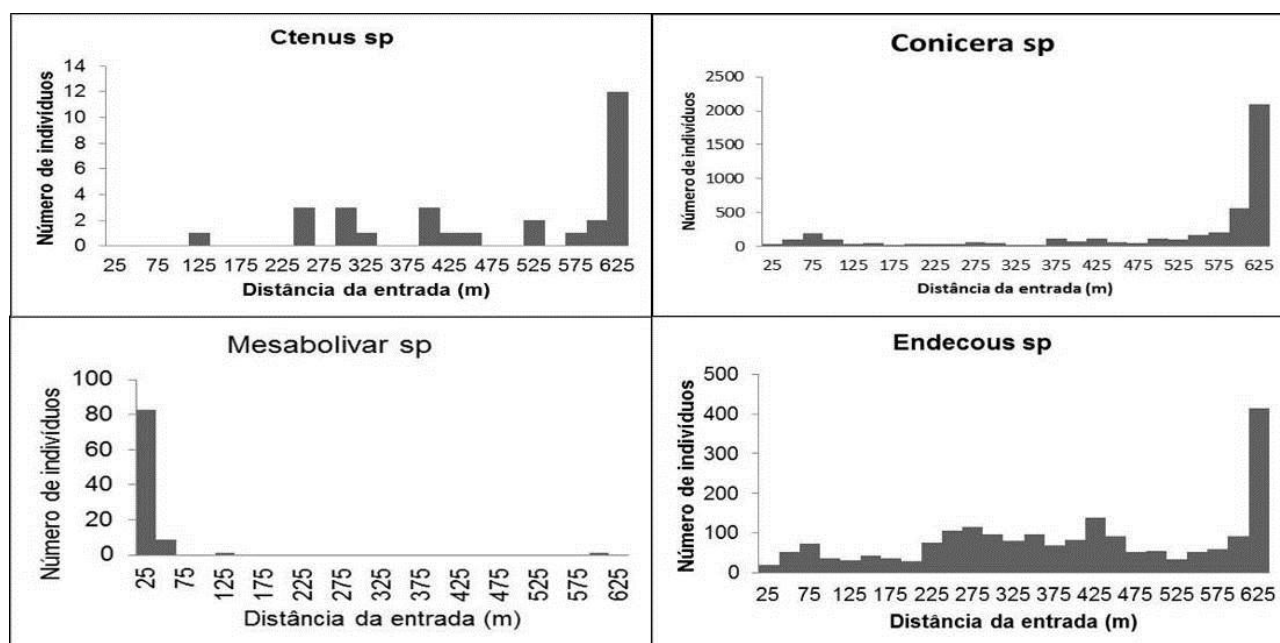 Ctenus sp
Número de indivíduos
14
12
10
8
6
4
2
0
25 75 125 175 225 275 325 375 425 475 525 575 625
Distância da entrada (m)
Conicera sp
Número de indivíduos
2500
2000
1500
1000
500
0
25 75 125 175 225 275 325 375 425 475 525 575 625
Distância da entrada (m)
Mesabolivar sp
Número de indivíduos
100
80
60
40
20
0
25 75 125 175 225 275 325 375 425 475 525 575 625
Distância da entrada (m)
Endecous sp
Número de indivíduos
500
400
300
200
100
0
25 75 125 175 225 275 325 375 425 475 525 575 625
Distância da entrada (m)